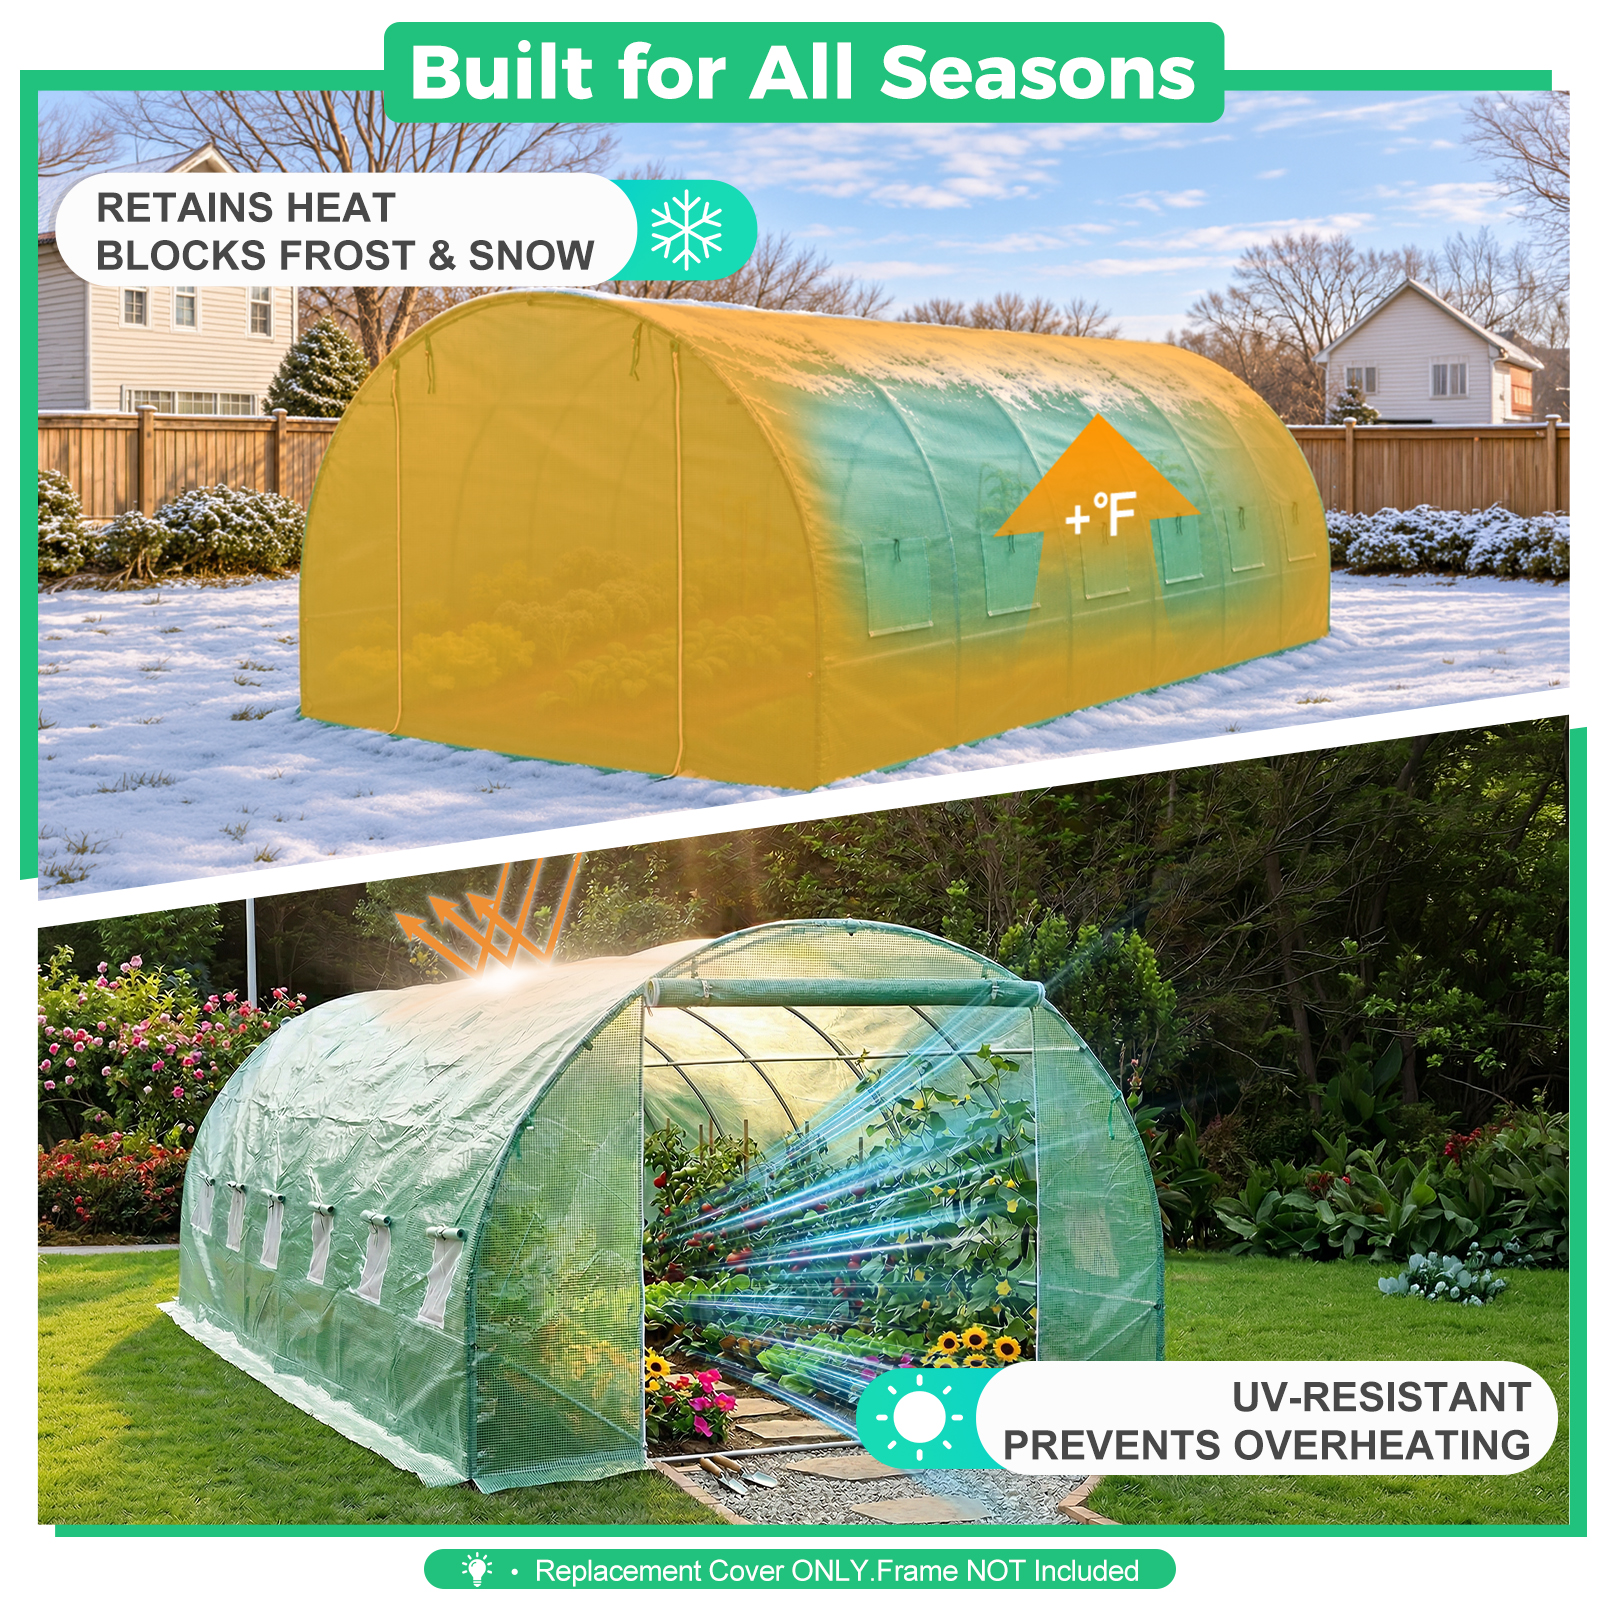 Built for All Seasons
RETAINS HEAT
BLOCKS FROST & SNOW
+°F
UV-RESISTANT
PREVENTS OVERHEATING
• Replacement Cover ONLY.Frame NOT Included